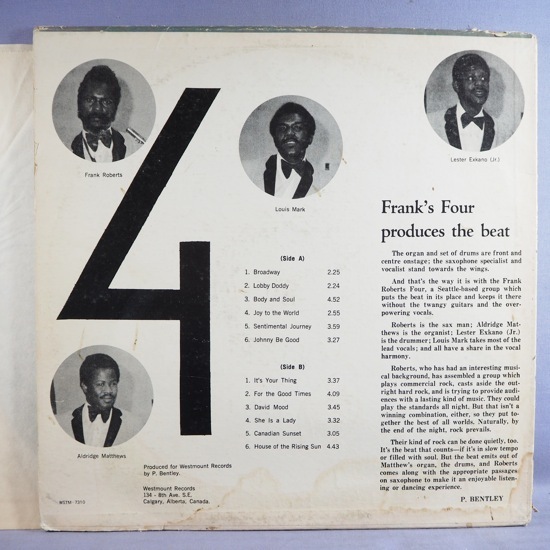 4
Frank Roberts
Louis Mark
Lester Exkano (Jr.)
Aldridge Matthews
(Side A)
1. Broadway 2.25
2. Lobby Doddy 2.24
3. Body and Soul 4.52
4. Joy to the World 2.55
5. Sentimental Journey 3.59
6. Johnny Be Good 3.27
(Side B)
1. It's Your Thing 3.37
2. For the Good Times 4.09
3. David Mood 3.45
4. She Is a Lady 3.32
5. Canadian Sunset 3.05
6. House of the Rising Sun 4.43
Produced for Westmount Records
by P. Bentley.
Westmount Records
134 - 8th Ave. S.E.
Calgary, Alberta, Canada.
WSTM- 7213
Frank's Four
produces the beat
The organ and set of drums are front and
centre onstage; the saxophone specialist and
vocalist stand towards the wings.
And that's the way it is with the Frank
Roberts Four, a Seattle-based group which
puts the beat in its place and keeps it there
without the twangy guitars and the over-
powering vocals.
Roberts is the sax man; Aldridge Mat-
thews is the organist; Lester Exkano (Jr.)
is the drummer; Louis Mark takes most of the
lead vocals; and all have a share in the vocal
harmony.
Roberts, who has had an interesting musi-
cal background, has assembled a group which
plays commercial rock, casts aside the out-
right hard rock, and is trying to provide audi-
ences with a lasting kind of music. They could
play the standards all night. But that isn't a
winning combination, either, so they put to-
gether the best of all worlds. Naturally, by
the end of the night, rock prevails.
Their kind of rock can be done quietly, too.
It's the beat that counts—if it's in slow tempo
or filled with soul. But the beat emits out of
Matthew's organ, the drums, and Roberts
comes along with the appropriate passages
on saxophone to make it an enjoyable listen-
ing or dancing experience.
P. BENTLEY